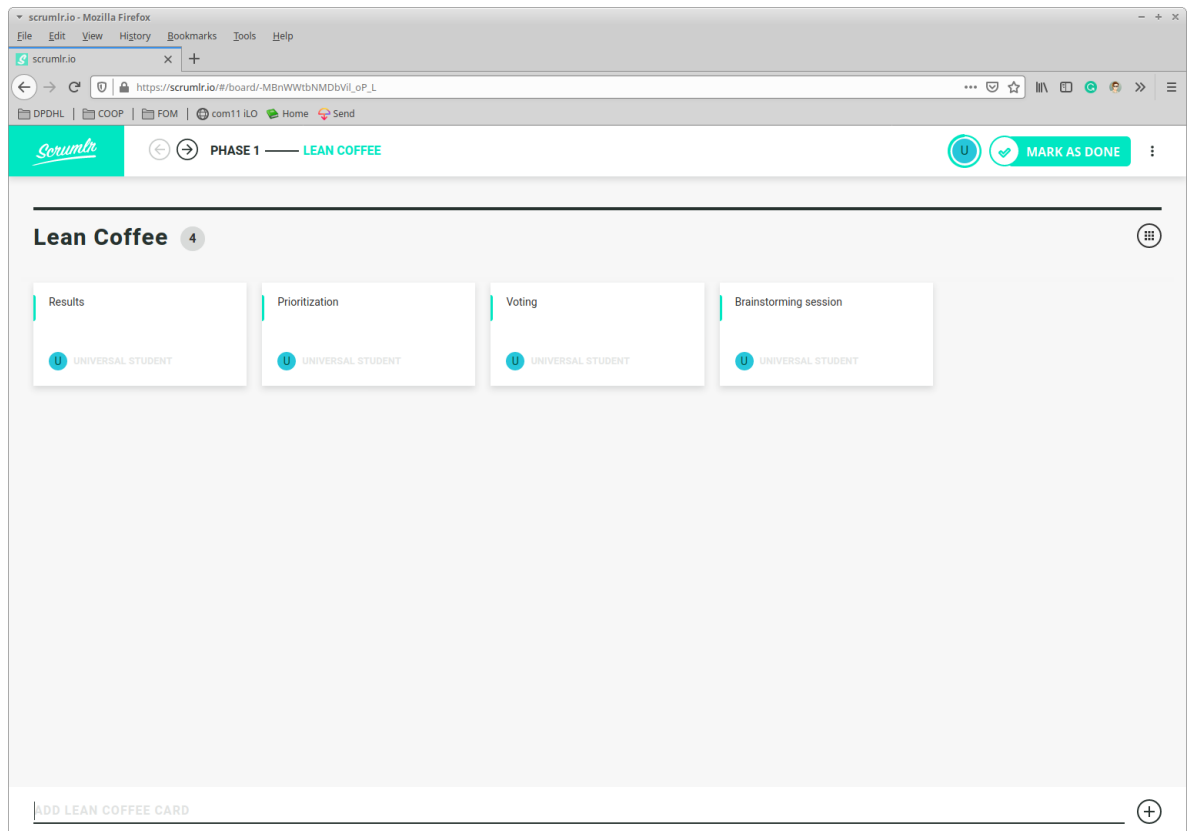 scrumlr.io - Mozilla Firefox
File Edit View History Bookmarks Tools Help
scrumlr.io
https://scrumlr.io/#/board/-MBnWWtbNMDbVil_oP_L
DPDHL COOP FOM com11 iLO Home Send
Scrumlr PHASE 1 LEAN COFFEE U MARK AS DONE
Lean Coffee 4
Results Prioritization Voting Brainstorming session
U UNIVERSAL STUDENT U UNIVERSAL STUDENT U UNIVERSAL STUDENT U UNIVERSAL STUDENT
ADD LEAN COFFEE CARD